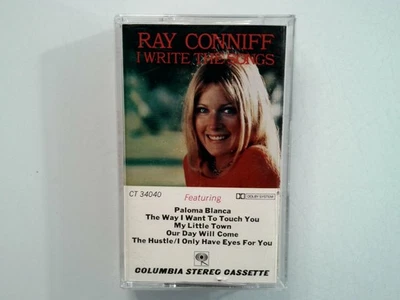 RAY CONNIFF
I WRITE THE SONGS
CT 34040
Featuring
DOLBY SYSTEM
Paloma Blanca
The Way I Want To Touch You
My Little Town
Our Day Will Come
The Hustle/I Only Have Eyes For You
COLUMBIA STEREO CASSETTE